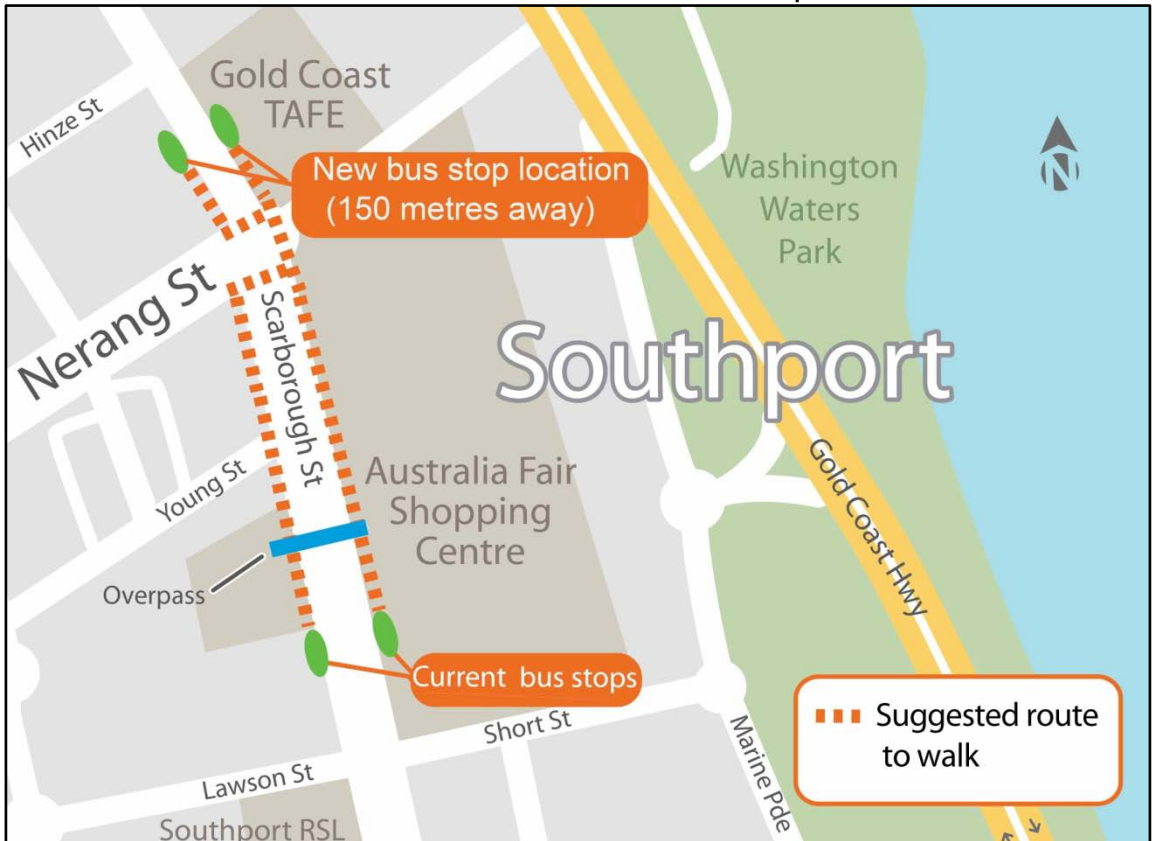 Gold Coast
TAFE
Hinze St
New bus stop location
(150 metres away)
Washington
Waters
Park
N
Nerang St
Scarborough St
Southport
Young St
Australia Fair
Shopping
Centre
Gold Coast Hwy
Overpass
Current bus stops
Short St
Marine Pde
Suggested route
to walk
Lawson St
Southport RSL